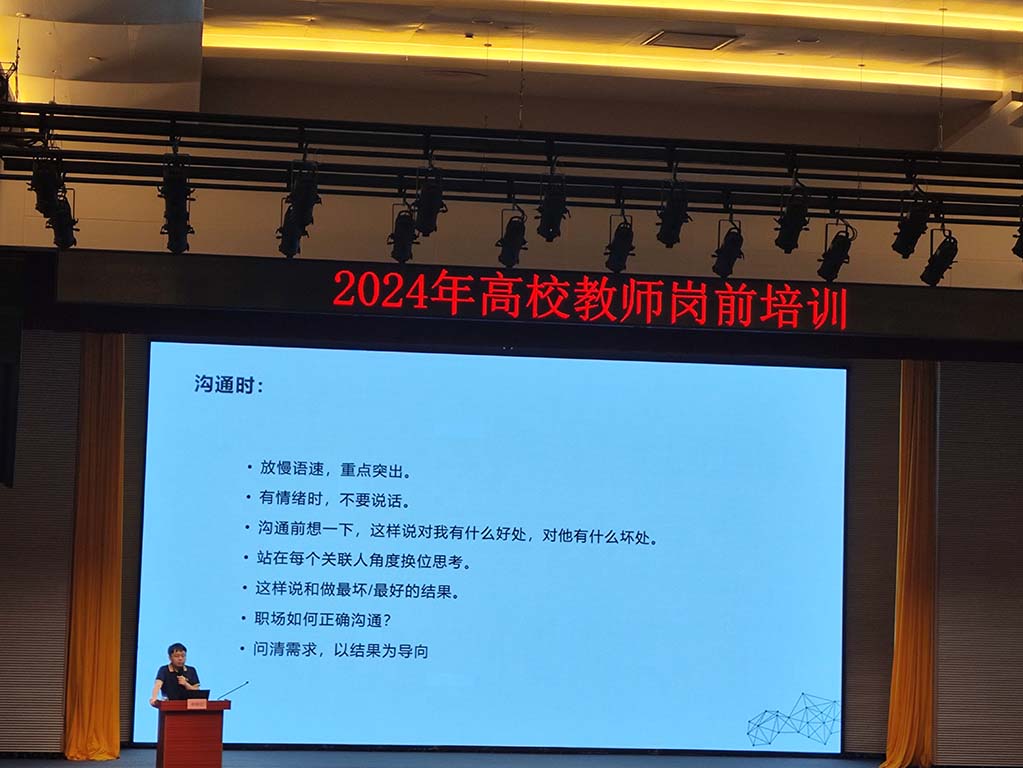 2024年高校教师岗前培训
沟通时：
• 放慢语速，重点突出。
• 有情绪时，不要说话。
• 沟通前想一下，这样说对我有什么好处，对他有什么坏处。
• 站在每个关联人角度换位思考。
• 这样说和做最坏/最好的结果。
• 职场如何正确沟通？
• 问清需求，以结果为导向